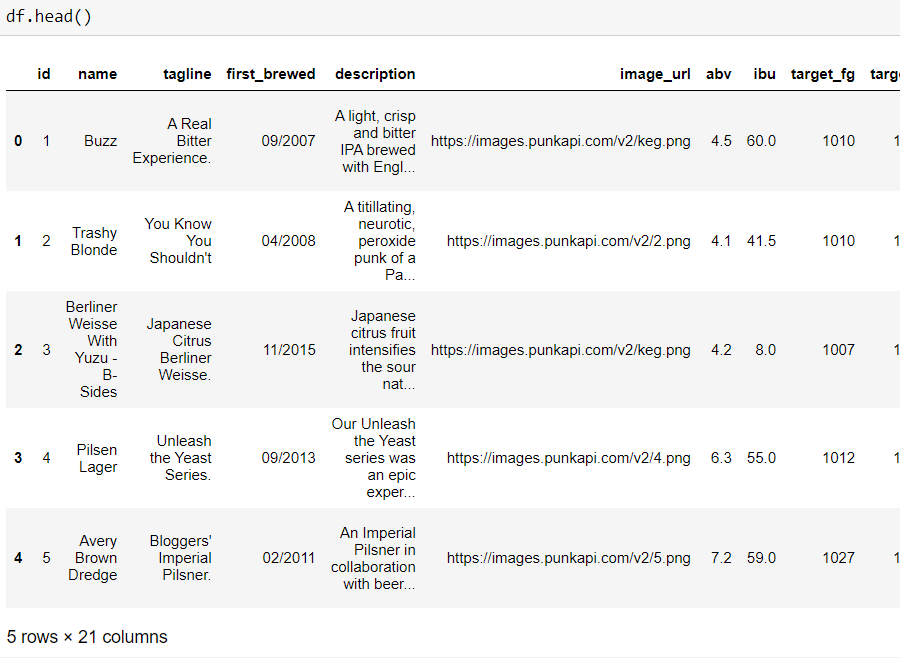 df.head()
id name tagline first_brewed description image_url abv ibu target_fg targ
0 1 Buzz A Real Bitter Experience. 09/2007 A light, crisp and bitter IPA brewed with Engl... https://images.punkapi.com/v2/keg.png 4.5 60.0 1010 1
1 2 Trashy Blonde You Know You Shouldn't 04/2008 A titillating, neurotic, peroxide punk of a Pa... https://images.punkapi.com/v2/2.png 4.1 41.5 1010 1
2 3 Berliner Weisse With Yuzu - B-Sides Japanese Citrus Berliner Weisse. 11/2015 Japanese citrus fruit intensifies the sour nat... https://images.punkapi.com/v2/keg.png 4.2 8.0 1007 1
3 4 Pilsen Lager Unleash the Yeast Series. 09/2013 Our Unleash the Yeast series was an epic exper... https://images.punkapi.com/v2/4.png 6.3 55.0 1012 1
4 5 Avery Brown Dredge Bloggers' Imperial Pilsner. 02/2011 An Imperial Pilsner in collaboration with beer... https://images.punkapi.com/v2/5.png 7.2 59.0 1027 1
5 rows × 21 columns